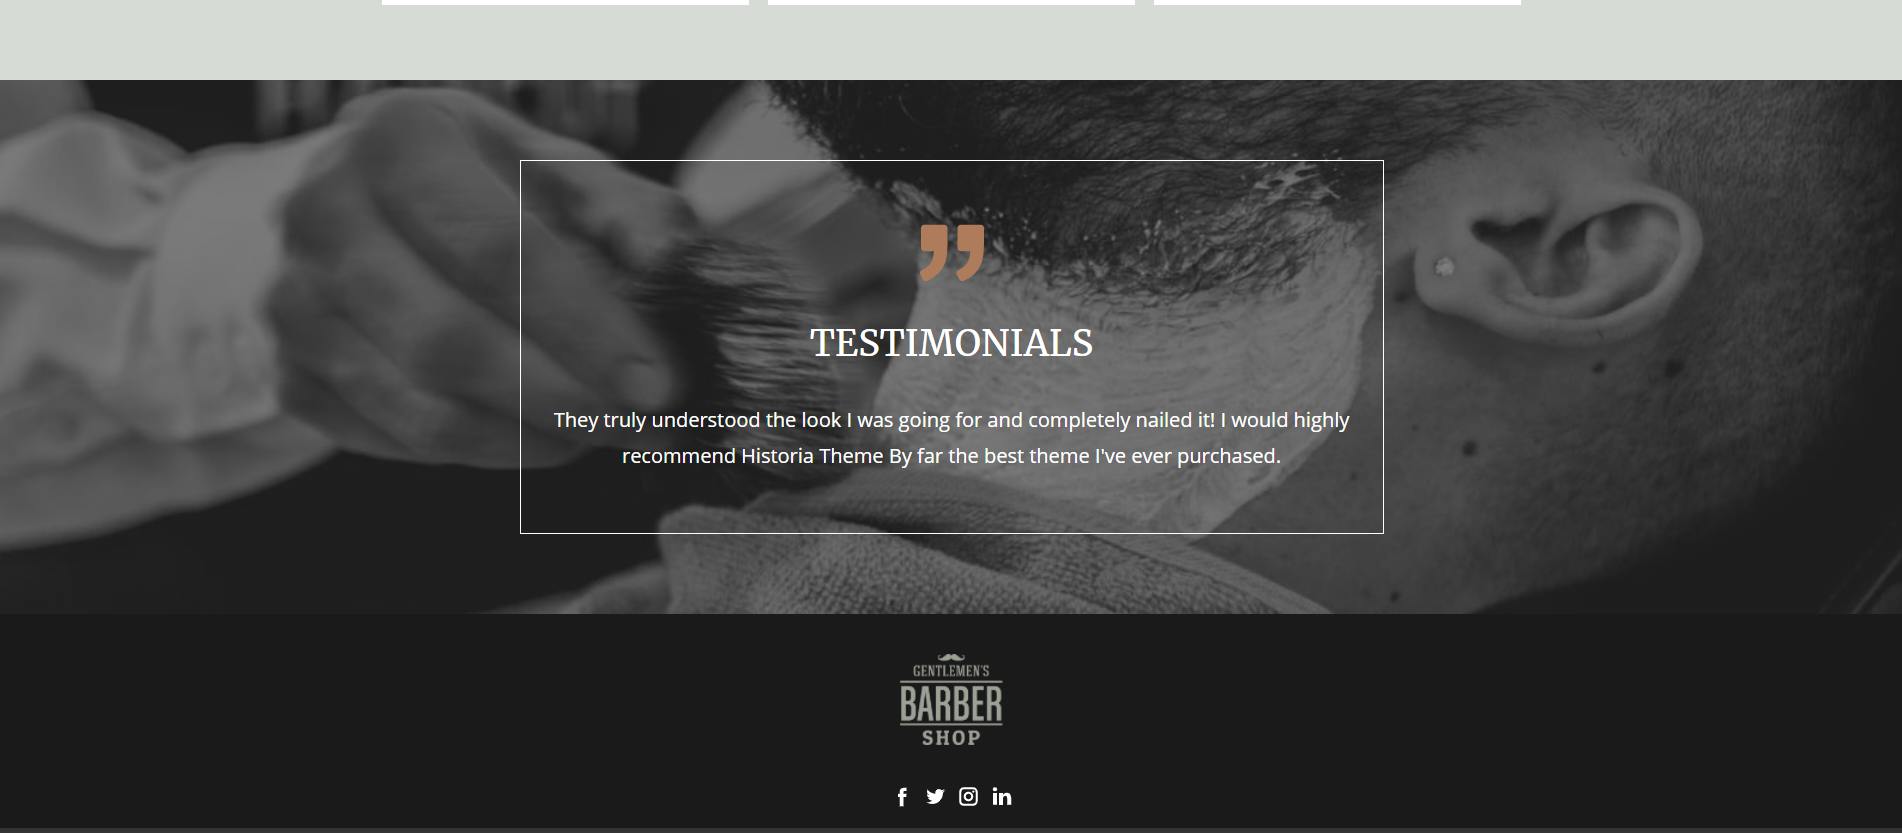 TESTIMONIALS
They truly understood the look I was going for and completely nailed it! I would highly
recommend Historia Theme By far the best theme I've ever purchased.
GENTLEMEN'S
BARBER
SHOP